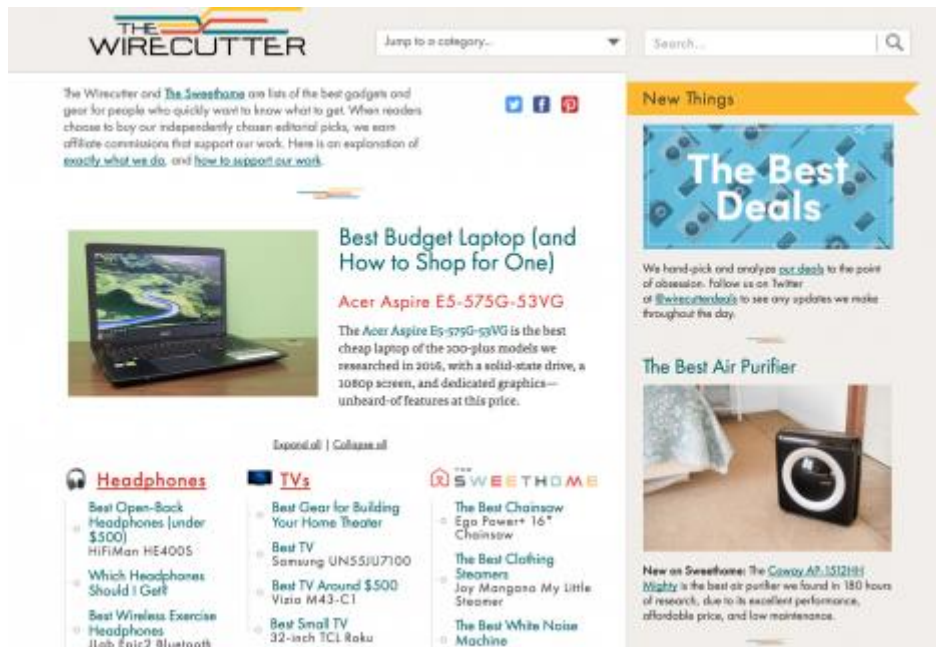 THE
WIRECUTTER
Jump to a category...
Search...
The Wirecutter and The Sweethome are lists of the best gadgets and
gear for people who quickly want to know what to get. When readers
choose to buy our independently chosen editorial picks, we earn
affiliate commissions that support our work. Here is an explanation of
exactly what we do, and how to support our work.
Best Budget Laptop (and
How to Shop for One)
Acer Aspire E5-575G-53VG
The Acer Aspire E5-575G-53VG is the best
cheap laptop of the 100-plus models we
researched in 2016, with a solid-state drive, a
1080p screen, and dedicated graphics—
unheard-of features at this price.
Expand all | Collapse all
Headphones
Best Open-Back
Headphones (under
$500)
HiFiMan HE400S
Which Headphones
Should I Get?
Best Wireless Exercise
Headphones
JLab Epic2 Bluetooth
TVs
Best Gear for Building
Your Home Theater
Best TV
Samsung UN55JU7100
Best TV Around $500
Vizio M43-C1
Best Small TV
32-inch TCL Roku
THE
SWEETHOME
The Best Chainsaw
Ego Power+ 16"
Chainsaw
The Best Clothing
Steamers
Joy Mangano My Little
Steamer
The Best White Noise
Machine
New Things
The Best
Deals
We hand-pick and analyze our deals to the point
of obsession. Follow us on Twitter
at @wirecutterdeals to see any updates we make
throughout the day.
The Best Air Purifier
New on Sweethome: The Coway AP-1512HH
Mighty is the best air purifier we found in 180 hours
of research, due to its excellent performance,
affordable price, and low maintenance.